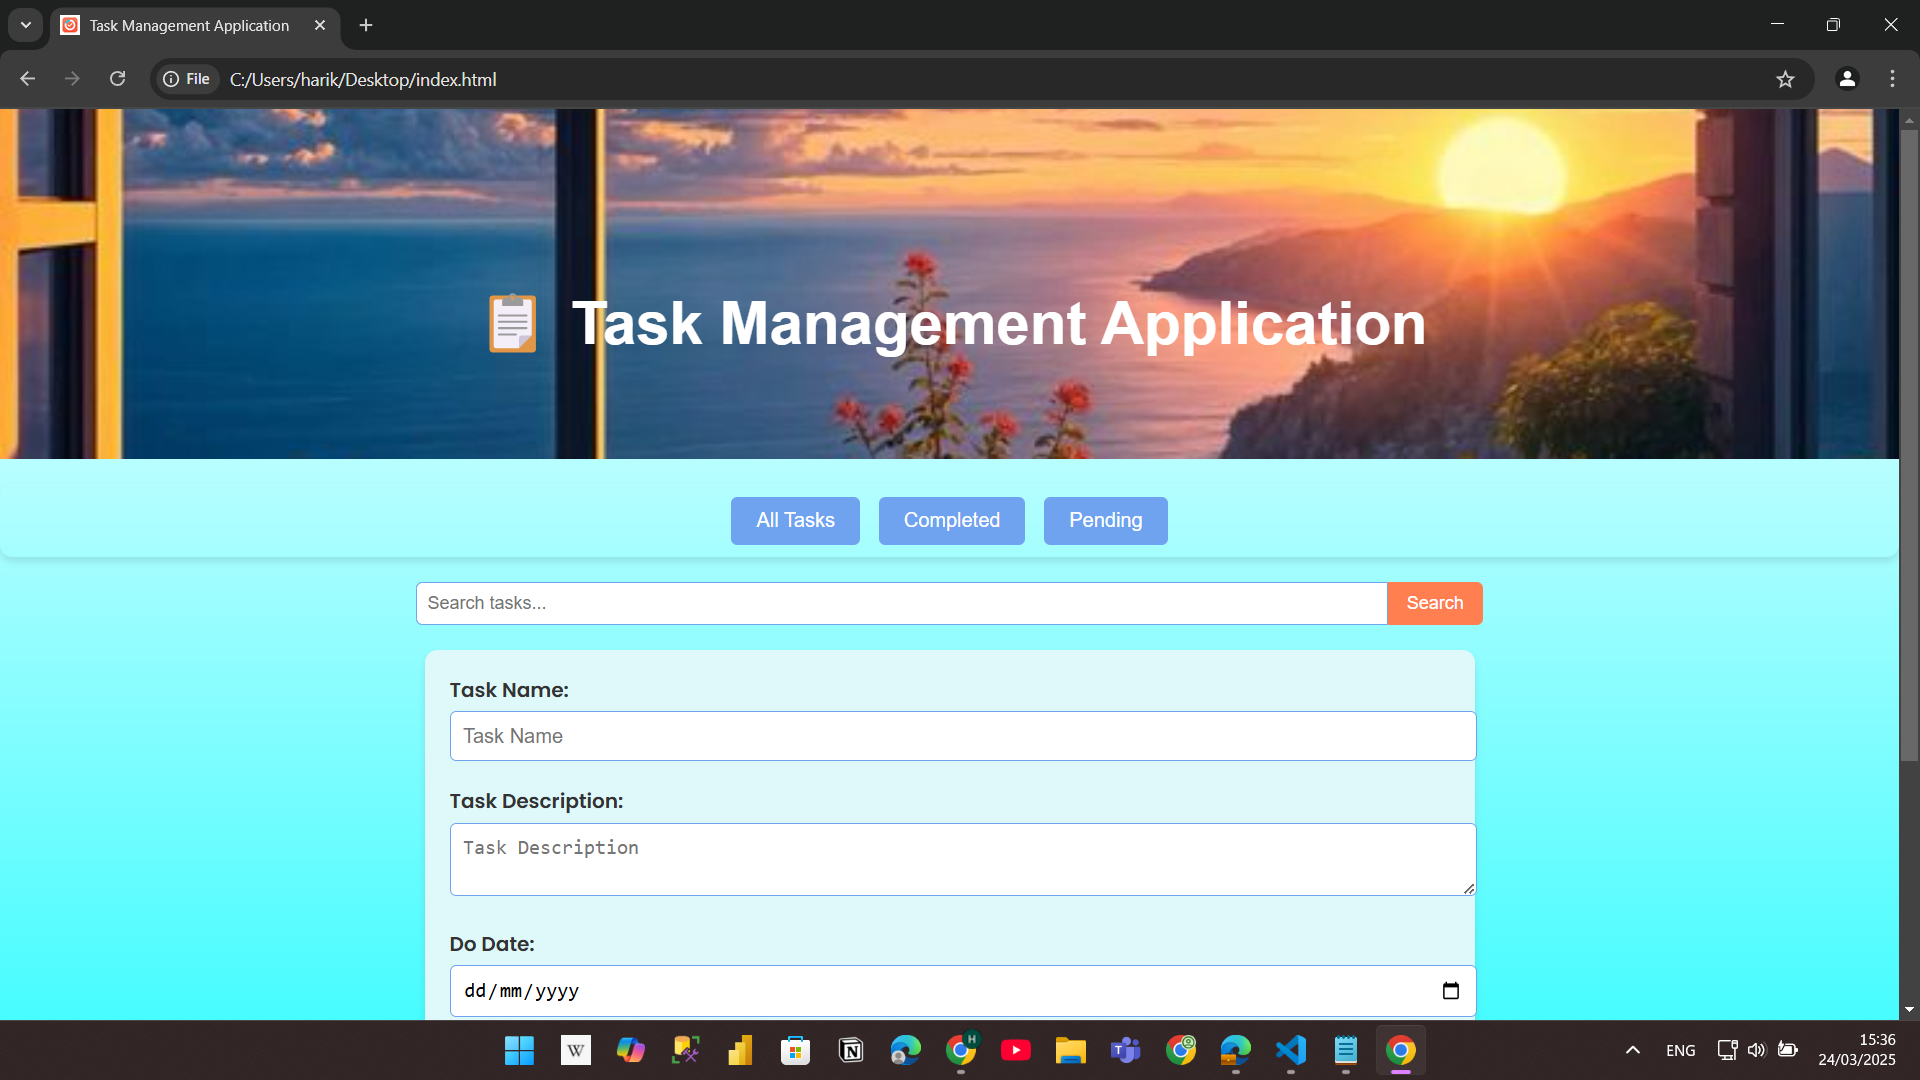 Task Management Application
File
C:/Users/harik/Desktop/index.html
Task Management Application
All Tasks
Completed
Pending
Search tasks...
Search
Task Name:
Task Name
Task Description:
Task Description
Do Date:
dd/mm/yyyy
W
N
H
T
ENG
15:36
24/03/2025